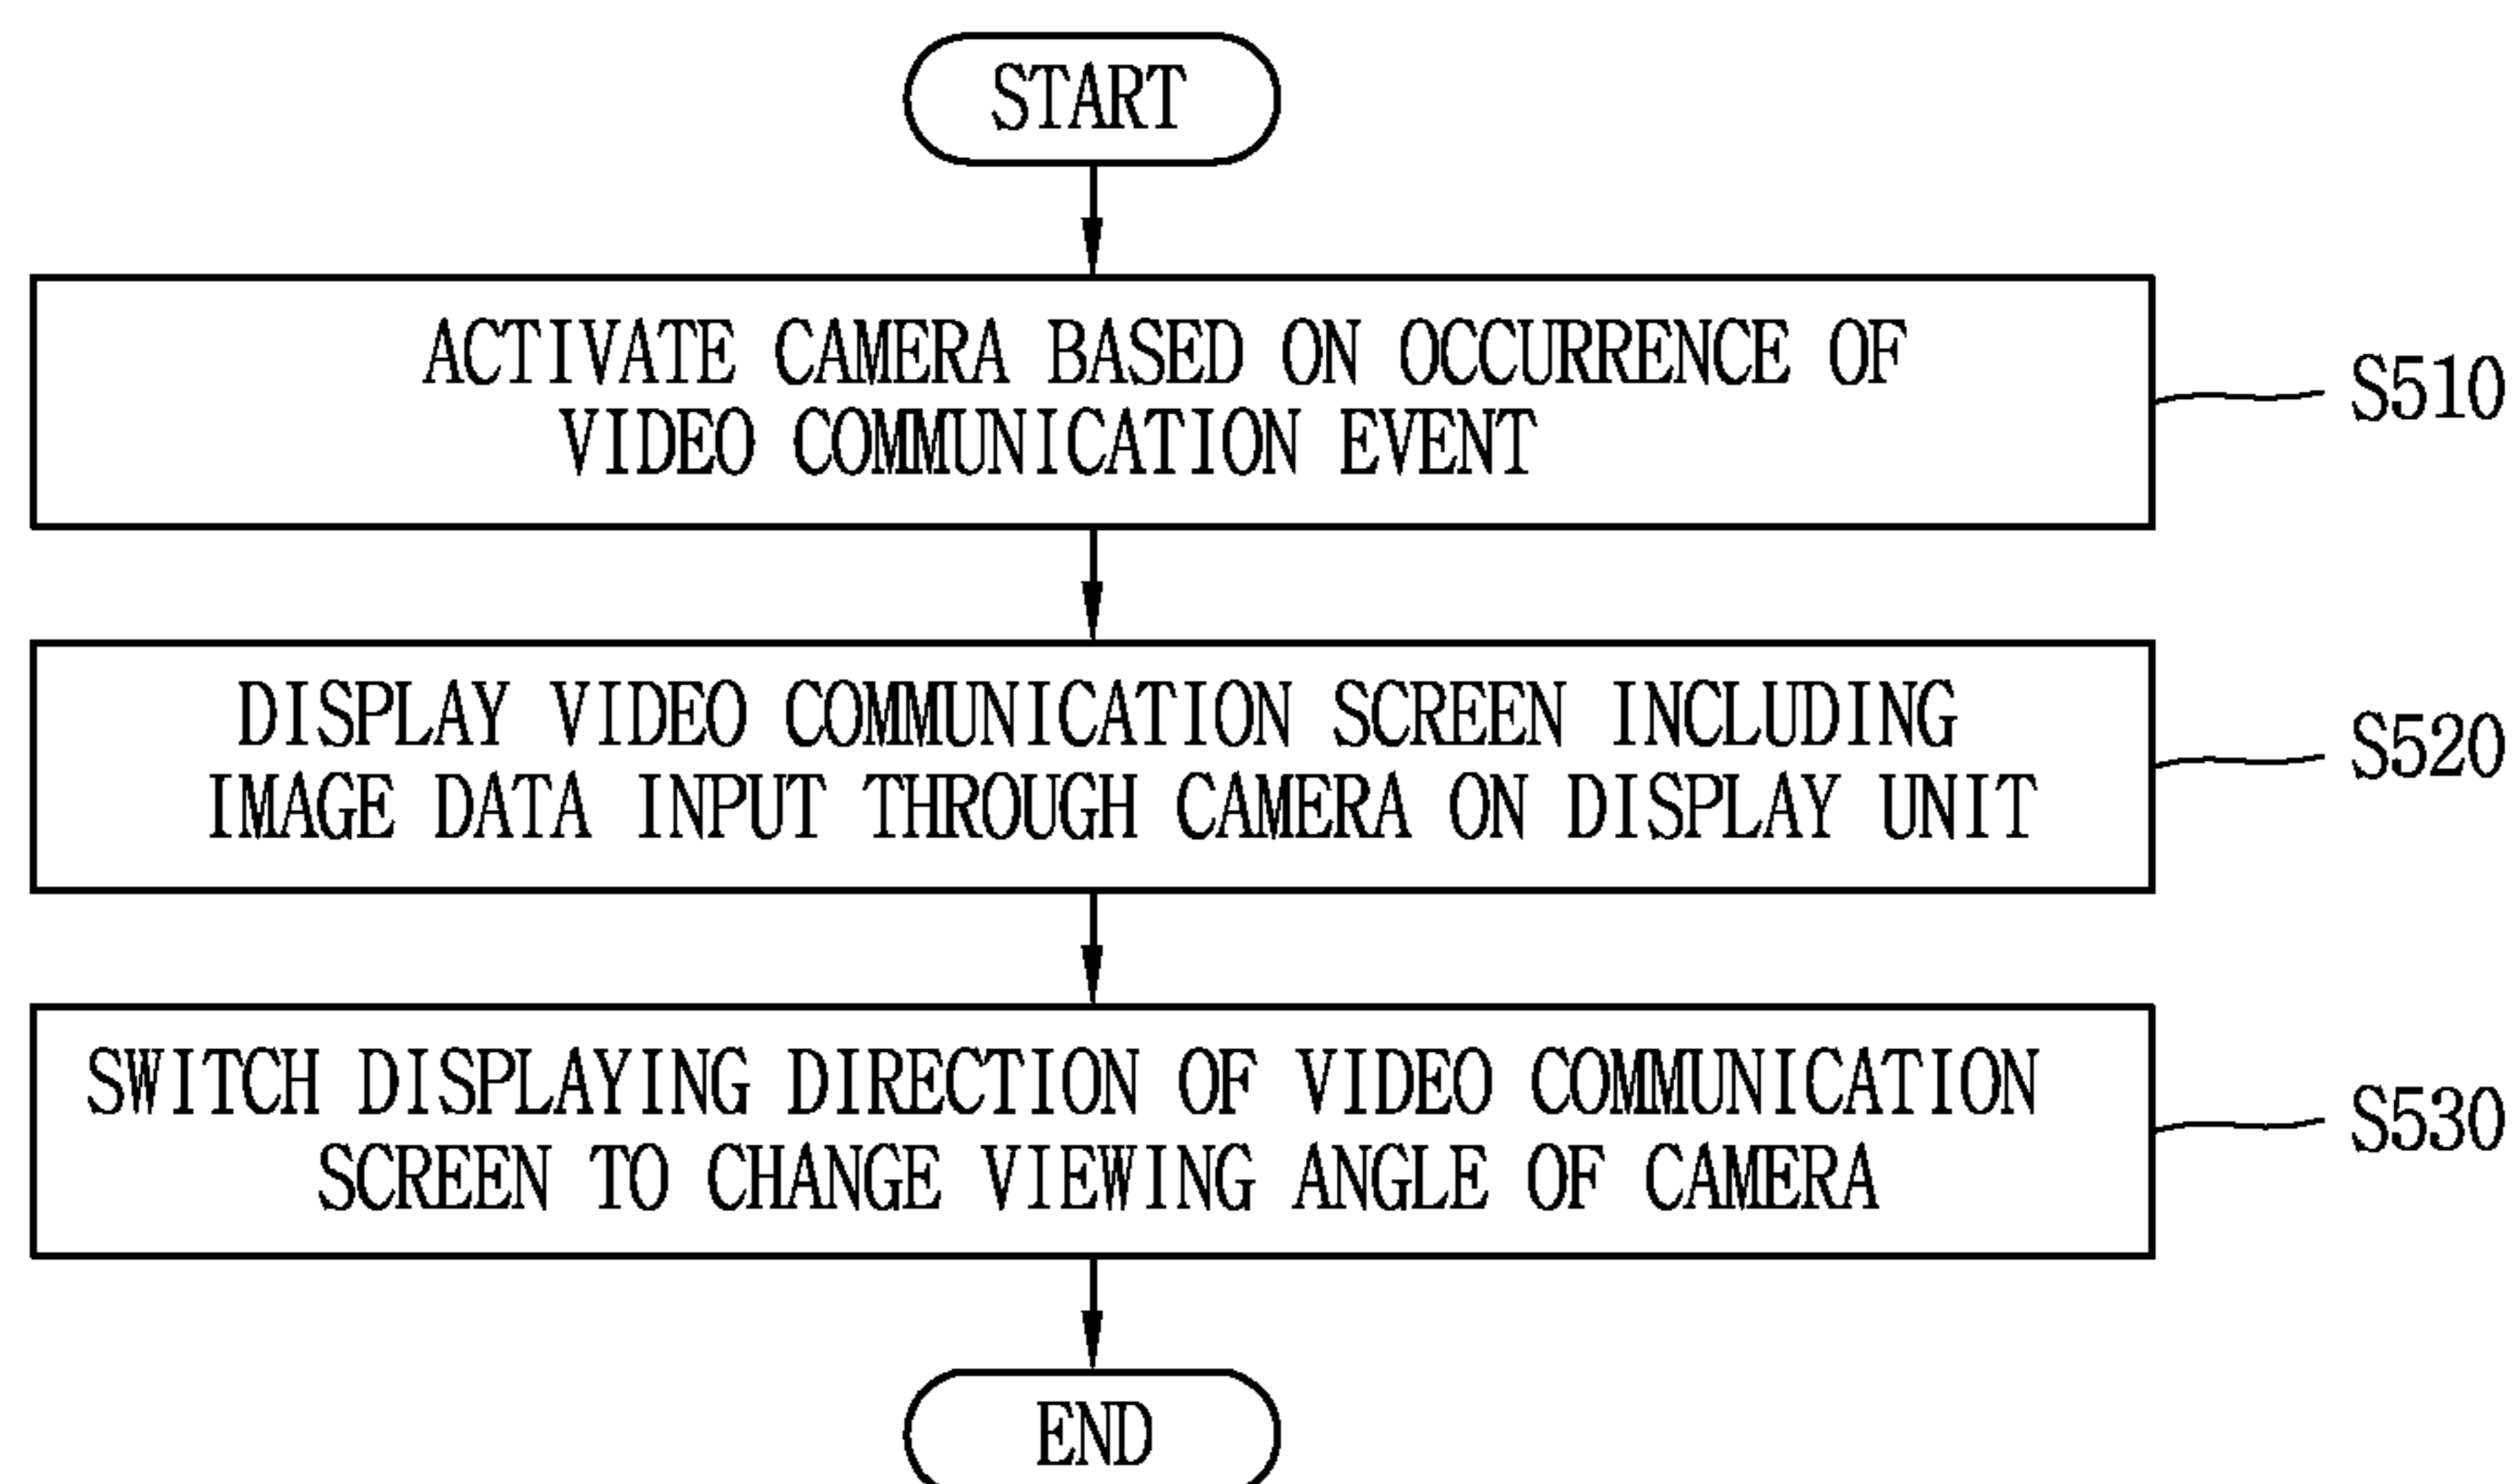 START
ACTIVATE CAMERA BASED ON OCCURRENCE OF
VIDEO COMMUNICATION EVENT
S510
DISPLAY VIDEO COMMUNICATION SCREEN INCLUDING
IMAGE DATA INPUT THROUGH CAMERA ON DISPLAY UNIT
S520
SWITCH DISPLAYING DIRECTION OF VIDEO COMMUNICATION
SCREEN TO CHANGE VIEWING ANGLE OF CAMERA
S530
END